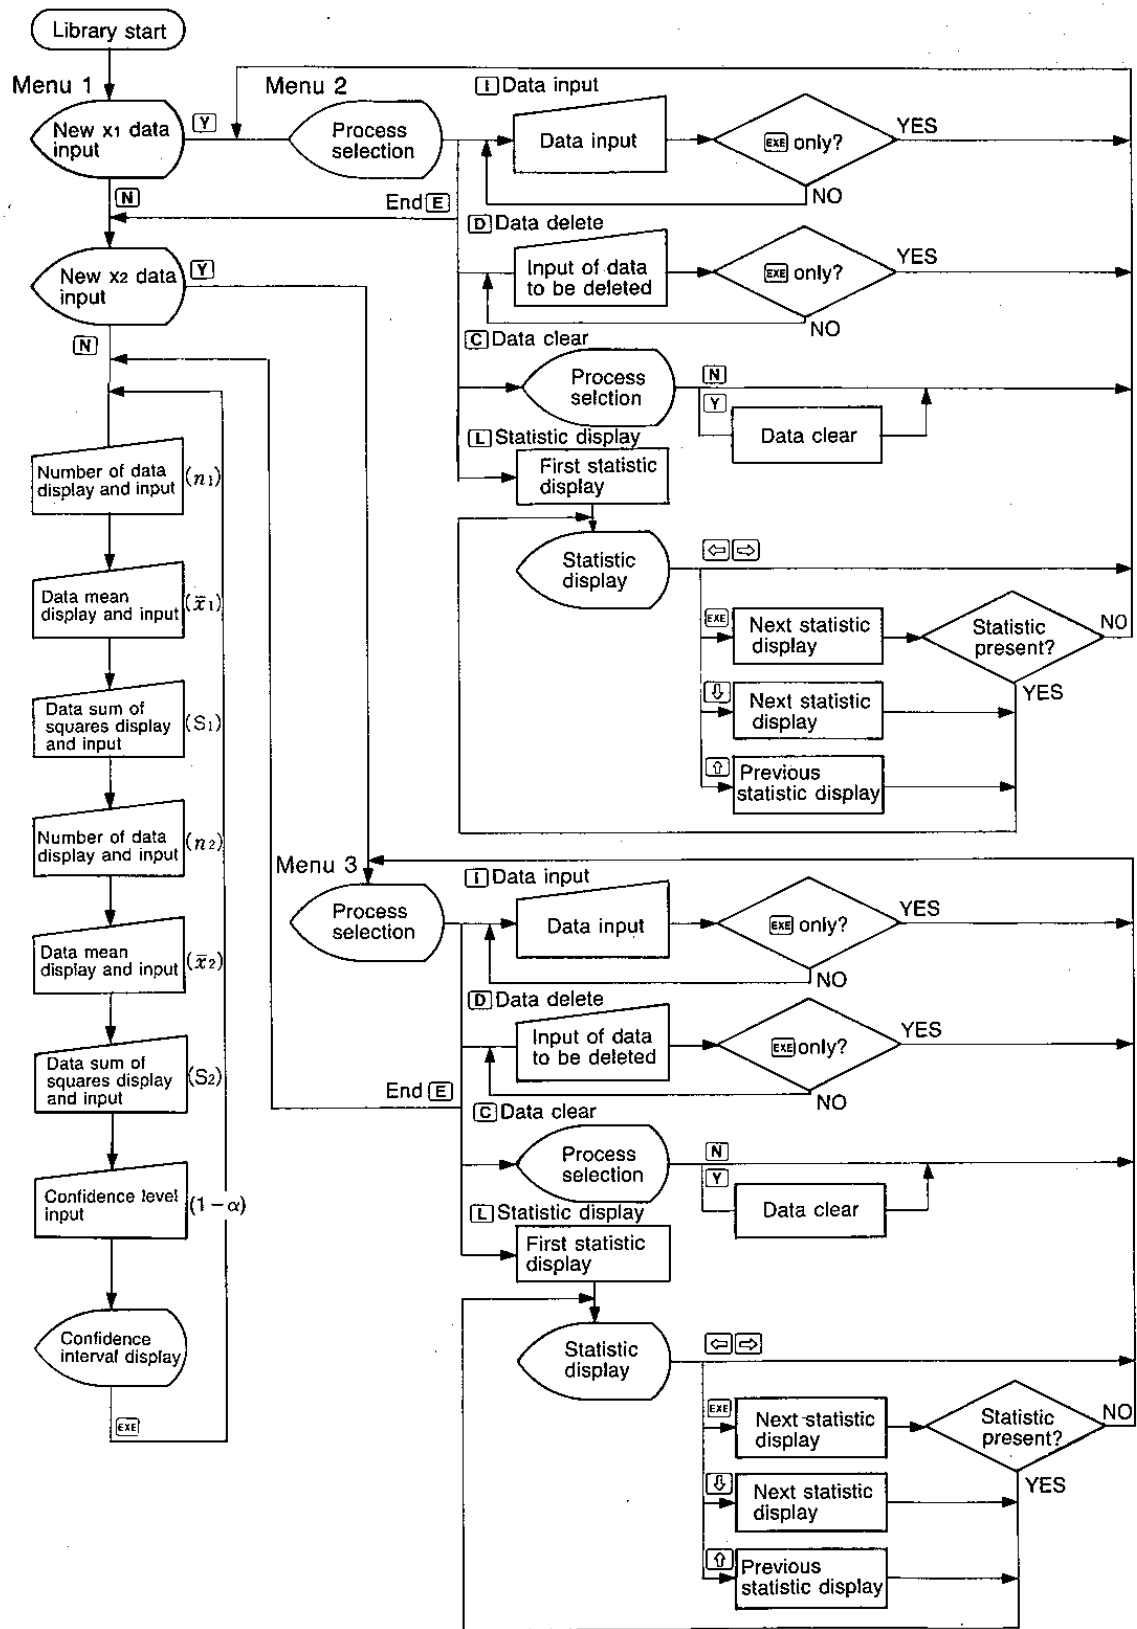 Library start
Menu 1
New x1 data
input
Y
N
Menu 2
Process
selection
End E
I Data input
Data input
EXE only?
YES
NO
D Data delete
Input of data
to be deleted
EXE only?
YES
NO
C Data clear
Process
selction
N
Y
Data clear
L Statistic display
First statistic
display
Statistic
display
⇦ ⇨
EXE
Next statistic
display
Statistic
present?
NO
YES
⇩
Next statistic
display
⇧
Previous
statistic display
New x2 data
input
Y
N
Number of data
display and input
(n1)
Data mean
display and input
(x̄1)
Data sum of
squares display
and input
(S1)
Number of data
display and input
(n2)
Data mean
display and input
(x̄2)
Data sum of
squares display
and input
(S2)
Confidence level
input
(1−α)
Confidence
interval display
EXE
Menu 3
Process
selection
End E
I Data input
Data input
EXE only?
YES
NO
D Data delete
Input of data
to be deleted
EXE only?
YES
NO
C Data clear
Process
selection
N
Y
Data clear
L Statistic display
First statistic
display
Statistic
display
⇦ ⇨
EXE
Next statistic
display
Statistic
present?
NO
YES
⇩
Next statistic
display
⇧
Previous
statistic display